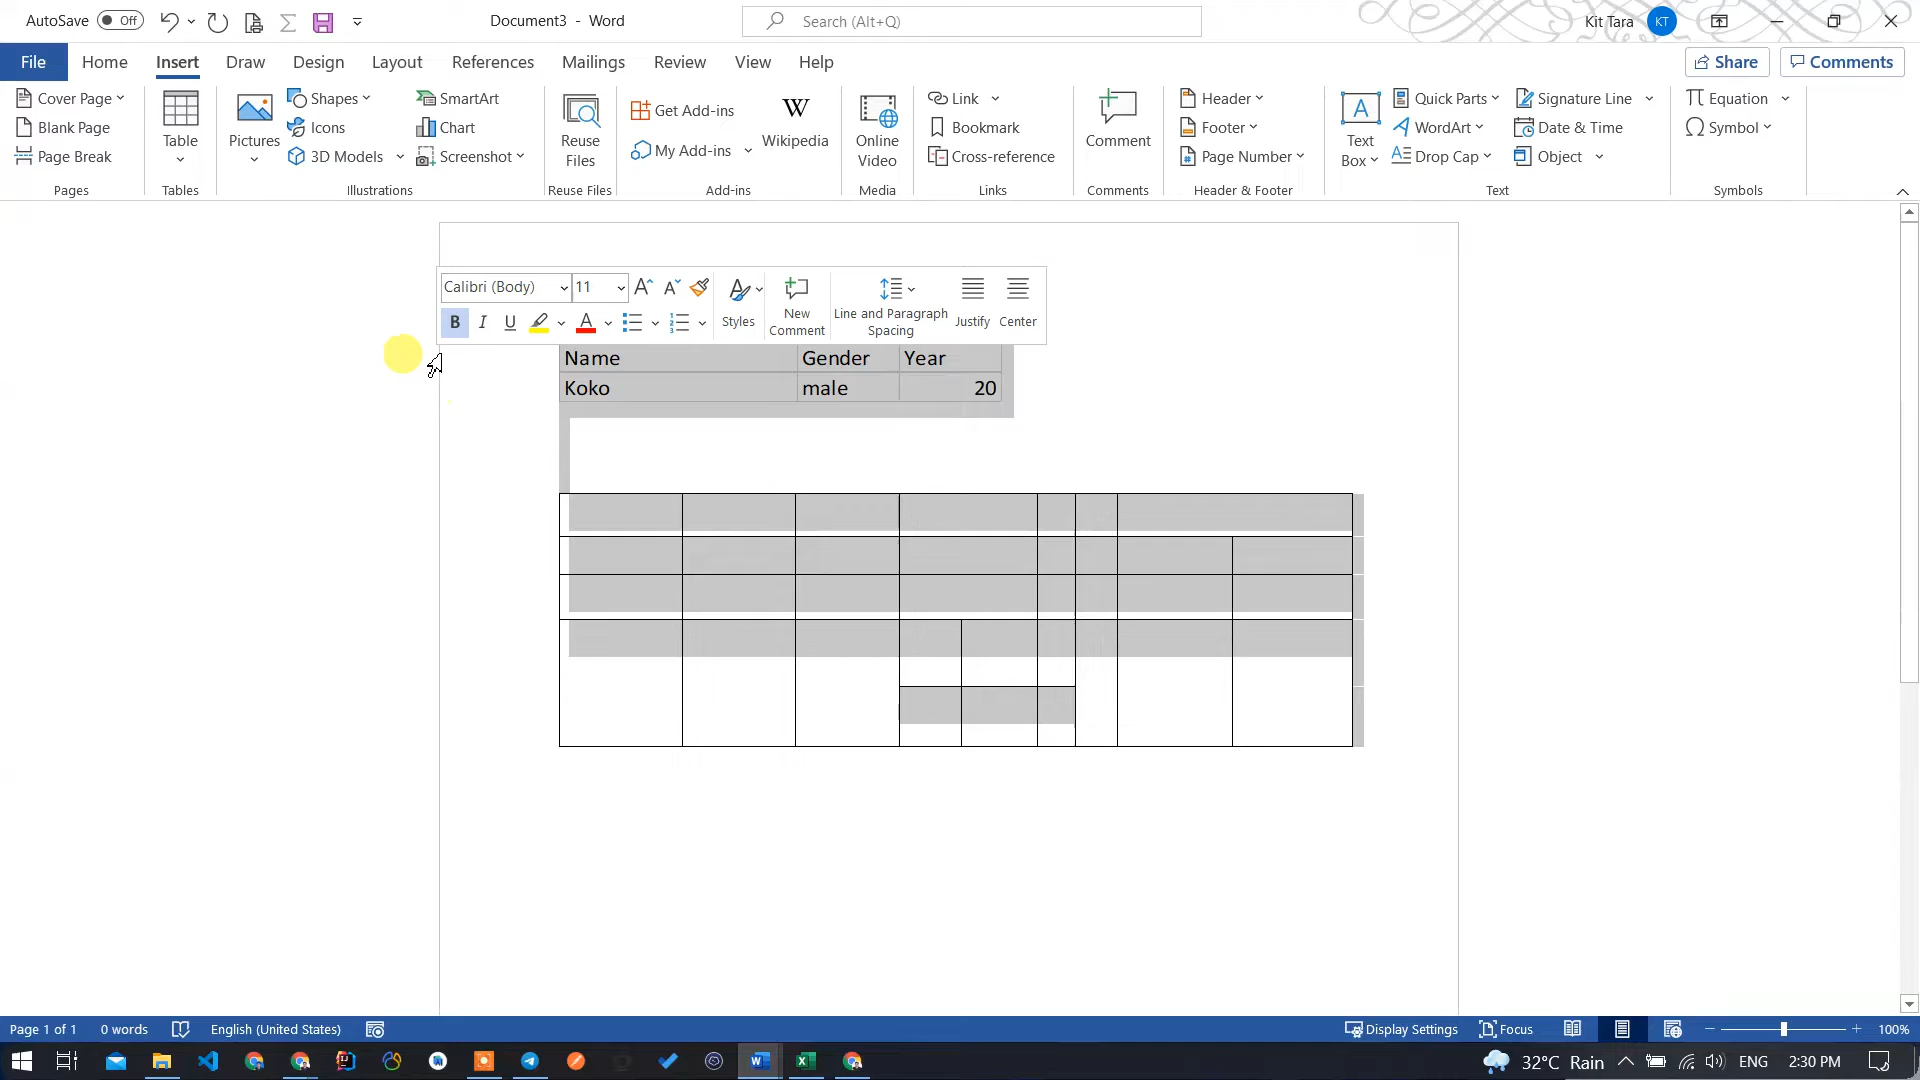 AutoSave Off
Document3 - Word
Search (Alt+Q)
Kit Tara KT
File Home Insert Draw Design Layout References Mailings Review View Help
Share Comments
Cover Page
Blank Page
Page Break
Pages
Table
Tables
Pictures
Shapes
Icons
3D Models
SmartArt
Chart
Screenshot
Illustrations
Reuse
Files
Reuse Files
Get Add-ins
My Add-ins
W
Wikipedia
Add-ins
Online
Video
Media
Link
Bookmark
Cross-reference
Links
Comment
Comments
Header
Footer
Page Number
Header & Footer
Text
Box
Quick Parts
WordArt
Drop Cap
Signature Line
Date & Time
Object
Text
Equation
Symbol
Symbols
Calibri (Body) 11
B I U
Styles
New
Comment
Line and Paragraph
Spacing
Justify
Center
Name Gender Year
Koko male 20
Page 1 of 1 0 words English (United States)
Display Settings Focus 100%
32°C Rain ENG 2:30 PM